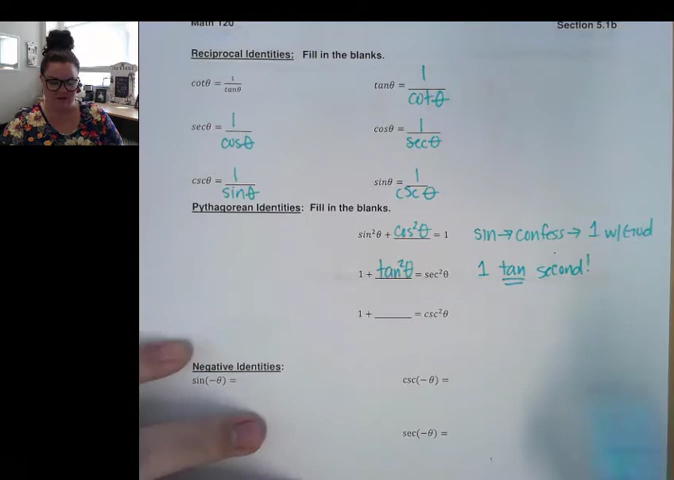 Math 120 Section 5.1b
Reciprocal Identities: Fill in the blanks.
cotθ = 1/tanθ tanθ = 1/cotθ
secθ = 1/cosθ cosθ = 1/secθ
cscθ = 1/sinθ sinθ = 1/cscθ
Pythagorean Identities: Fill in the blanks.
sin²θ + cos²θ = 1 sin → confess → 1 w/God
1 + tan²θ = sec²θ 1 tan second!
1 + ______ = csc²θ
Negative Identities:
sin(−θ) = csc(−θ) =
sec(−θ) =